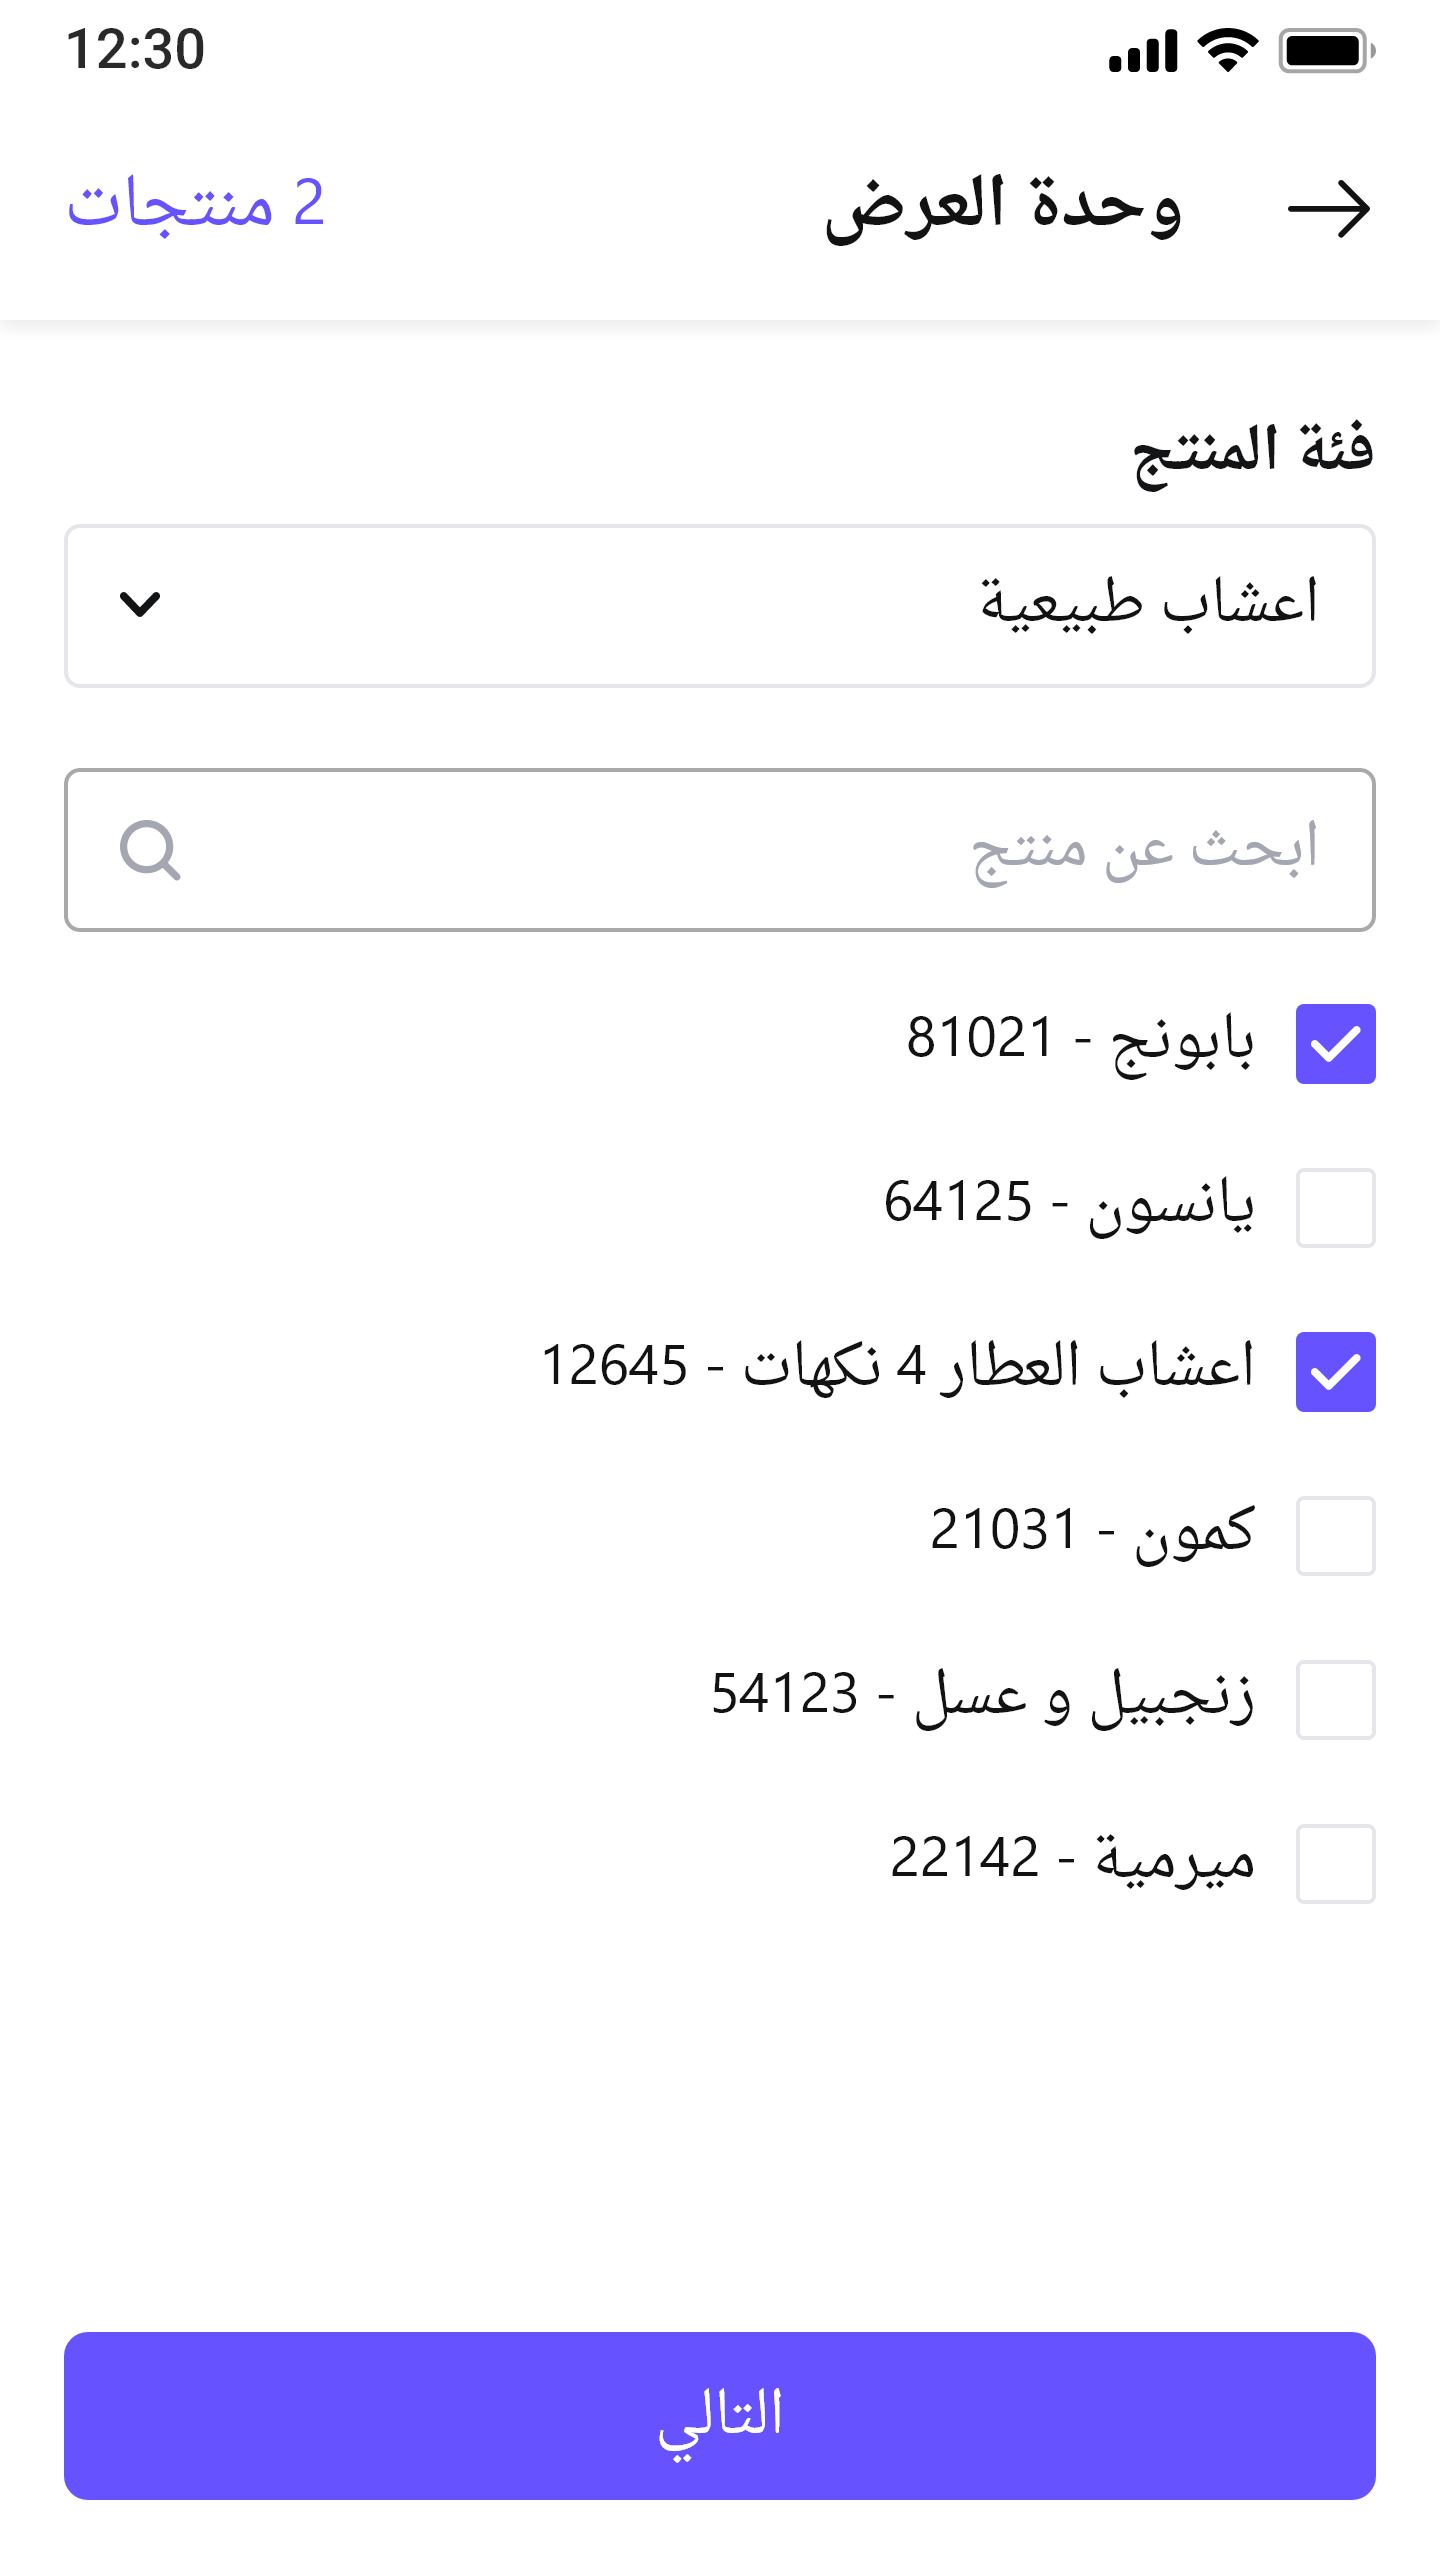 12:30
وحدة العرض
2 منتجات
فئة المنتج
اعشاب طبيعية
ابحث عن منتج
بابونج - 81021
يانسون - 64125
اعشاب العطار 4 نكهات - 12645
كمون - 21031
زنجبيل و عسل - 54123
ميرمية - 22142
التالي